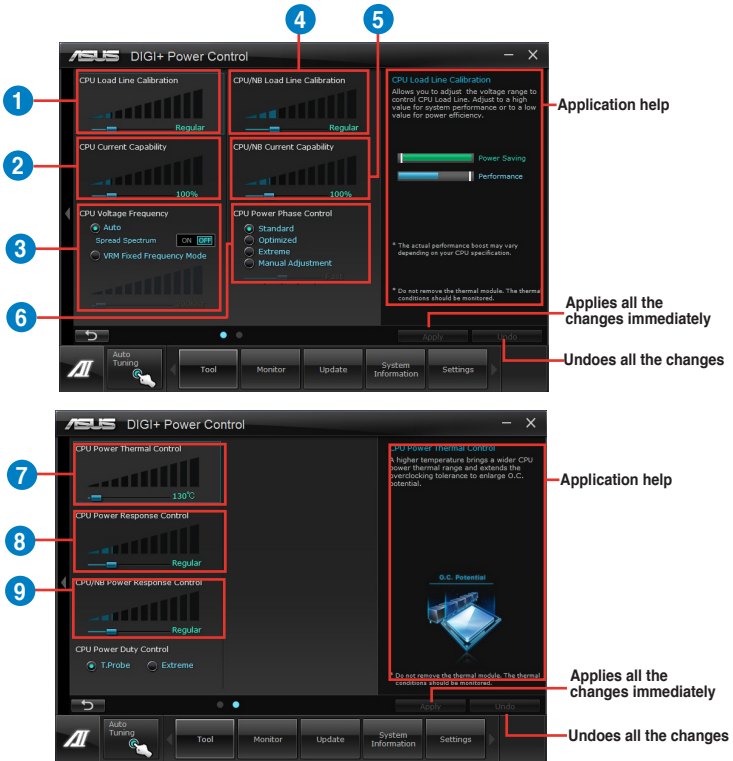 4
5
ASUS DIGI+ Power Control
1
CPU Load Line Calibration
Regular
CPU/NB Load Line Calibration
Regular
2
CPU Current Capability
100%
CPU/NB Current Capability
100%
3
CPU Voltage Frequency
Auto
Spread Spectrum ON OFF
VRM Fixed Frequency Mode
6
CPU Power Phase Control
Standard
Optimized
Extreme
Manual Adjustment
CPU Load Line Calibration
Allows you to adjust the voltage range to
control CPU Load Line. Adjust to a high
value for system performance or to a low
value for power efficiency.
Power Saving
Performance
* The actual performance boost may vary
depending on your CPU specification.
* Do not remove the thermal module. The thermal
conditions should be monitored.
Application help
Applies all the
changes immediately
Apply
Undo
Undoes all the changes
Auto
Tuning
Tool
Monitor
Update
System
Information
Settings
ASUS DIGI+ Power Control
7
CPU Power Thermal Control
130°C
8
CPU Power Response Control
Regular
9
CPU/NB Power Response Control
Regular
CPU Power Duty Control
T.Probe
Extreme
CPU Power Thermal Control
A higher temperature brings a wider CPU
power thermal range and extends the
overclocking tolerance to enlarge O.C.
potential.
O.C. Potential
* Do not remove the thermal module. The thermal
conditions should be monitored.
Application help
Applies all the
changes immediately
Apply
Undo
Undoes all the changes
Auto
Tuning
Tool
Monitor
Update
System
Information
Settings